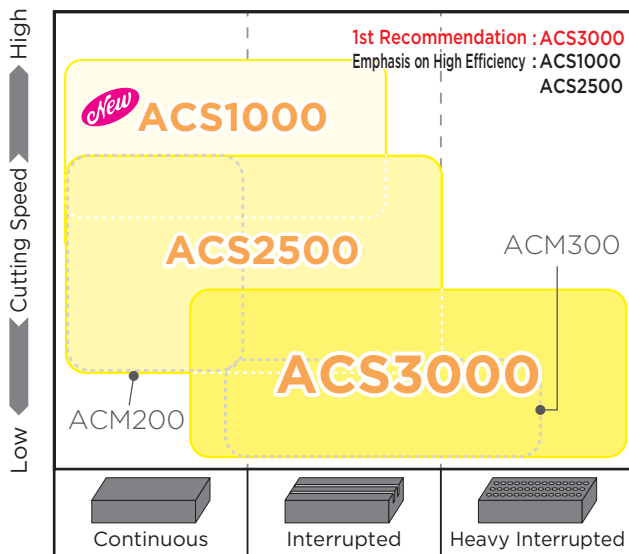 High
Cutting Speed
Low
1st Recommendation : ACS3000
Emphasis on High Efficiency : ACS1000
ACS2500
New
ACS1000
ACS2500
ACM300
ACS3000
ACM200
Continuous
Interrupted
Heavy Interrupted